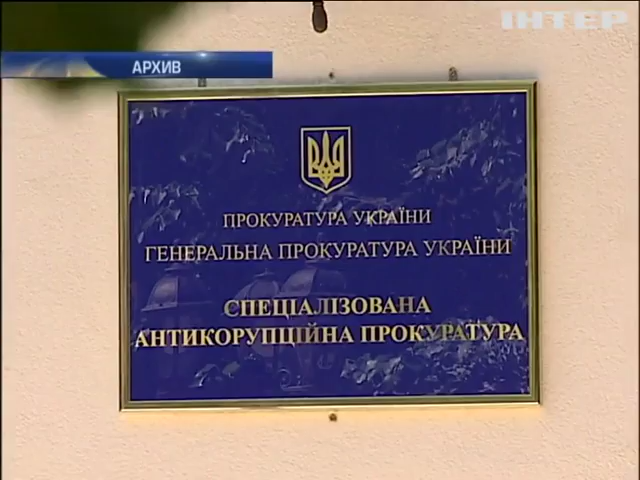 ІНТЕР
АРХИВ
ПРОКУРАТУРА УКРАЇНИ
ГЕНЕРАЛЬНА ПРОКУРАТУРА УКРАЇНИ
СПЕЦІАЛІЗОВАНА
АНТИКОРУПЦІЙНА ПРОКУРАТУРА